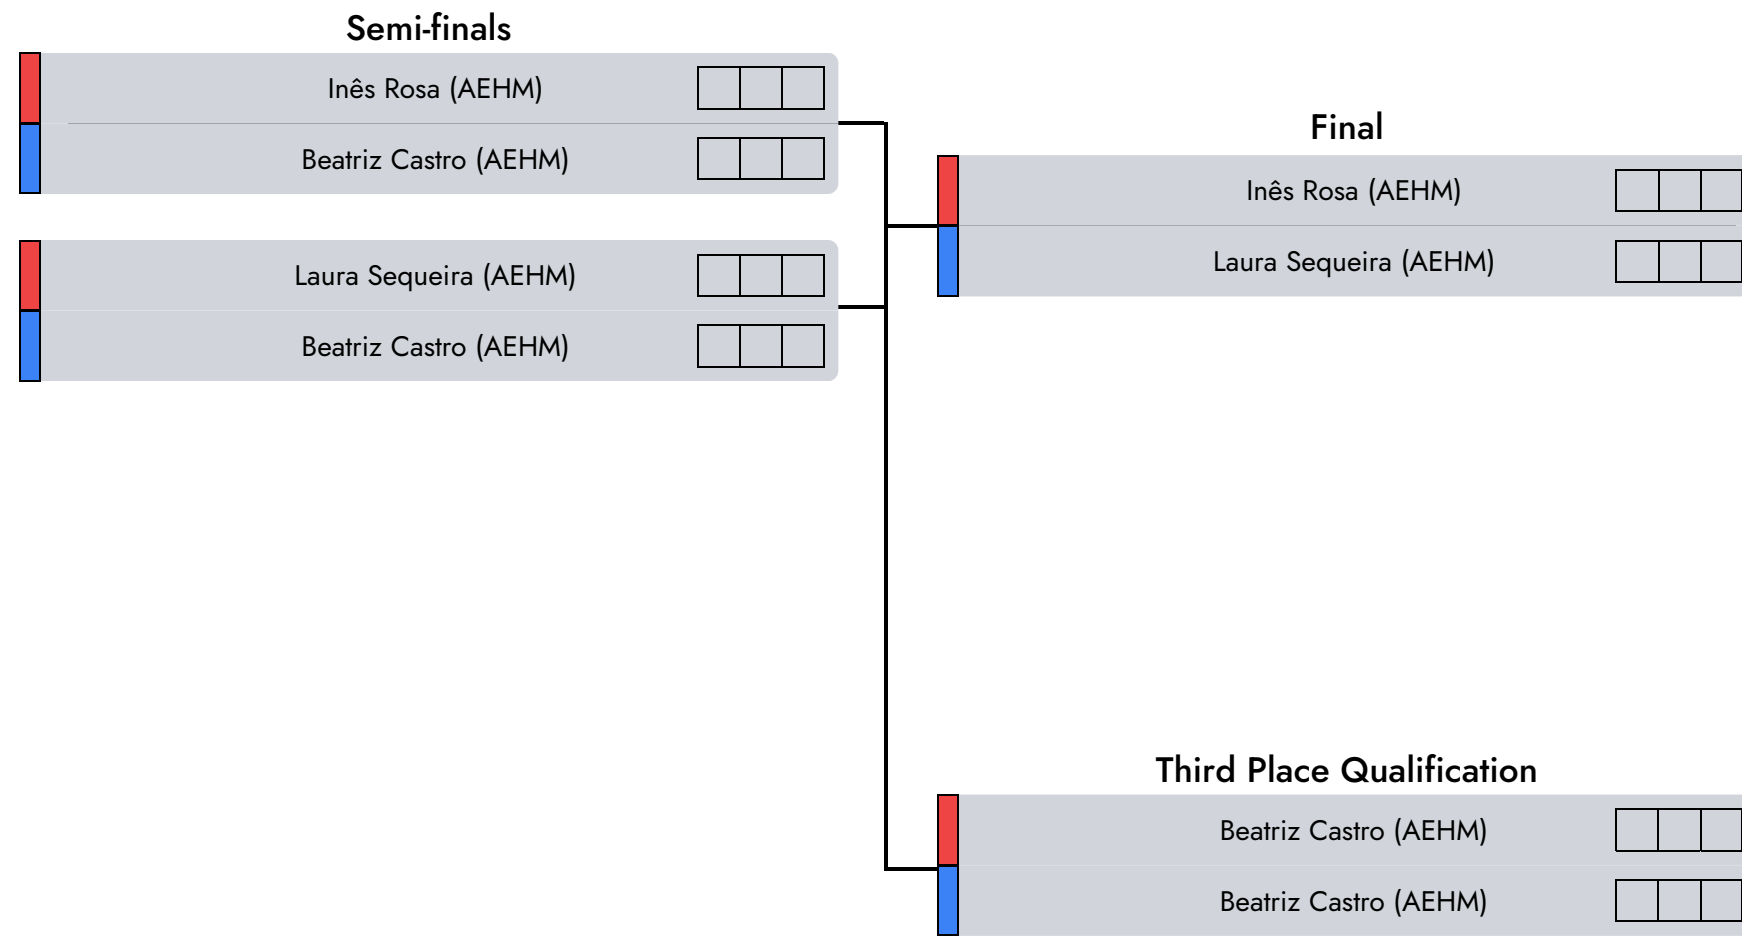 Semi-finals
Inês Rosa (AEHM)
Beatriz Castro (AEHM)
Laura Sequeira (AEHM)
Beatriz Castro (AEHM)
Final
Inês Rosa (AEHM)
Laura Sequeira (AEHM)
Third Place Qualification
Beatriz Castro (AEHM)
Beatriz Castro (AEHM)